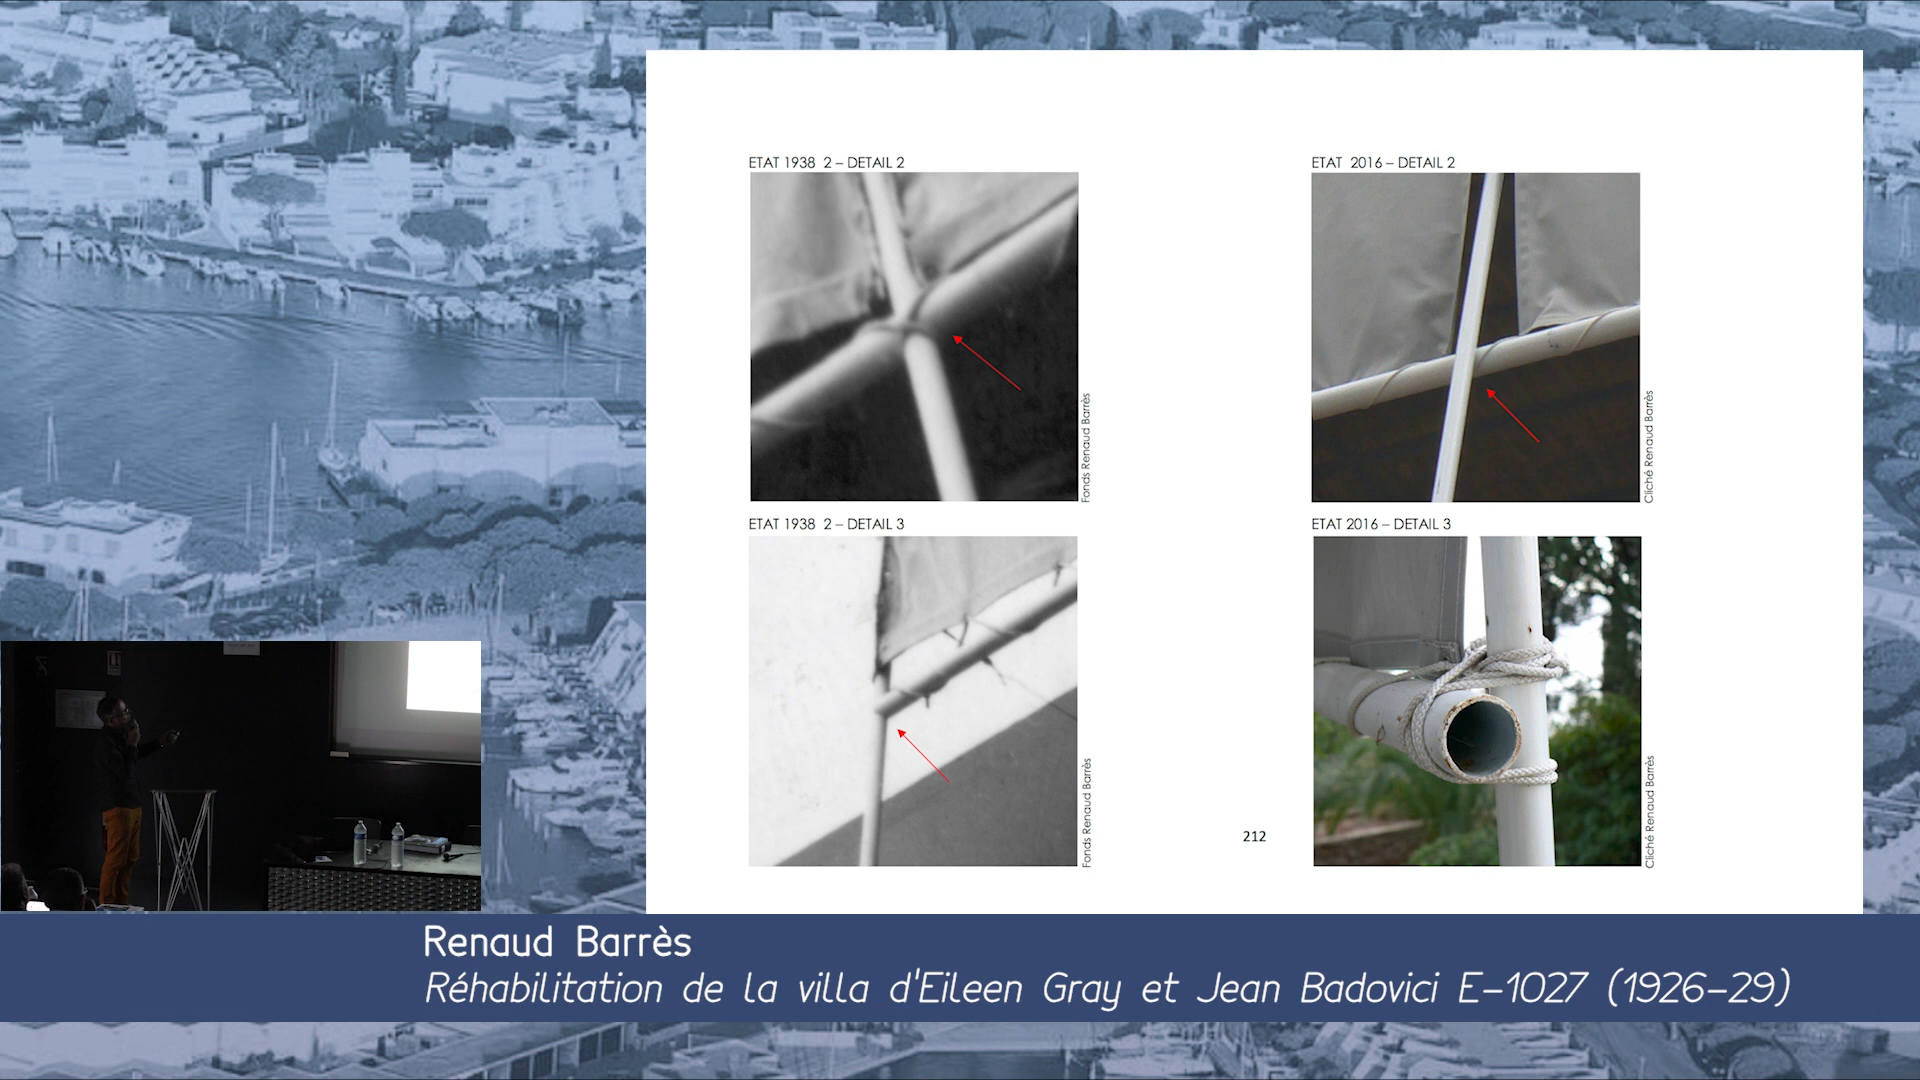 ETAT 1938  2 – DETAIL 2
Fonds Renaud Barrès
ETAT  2016 – DETAIL 2
Cliché Renaud Barrès
ETAT 1938  2 – DETAIL 3
Fonds Renaud Barrès
ETAT 2016 – DETAIL 3
Cliché Renaud Barrès
212
Renaud Barrès
Réhabilitation de la villa d'Eileen Gray et Jean Badovici E-1027 (1926-29)